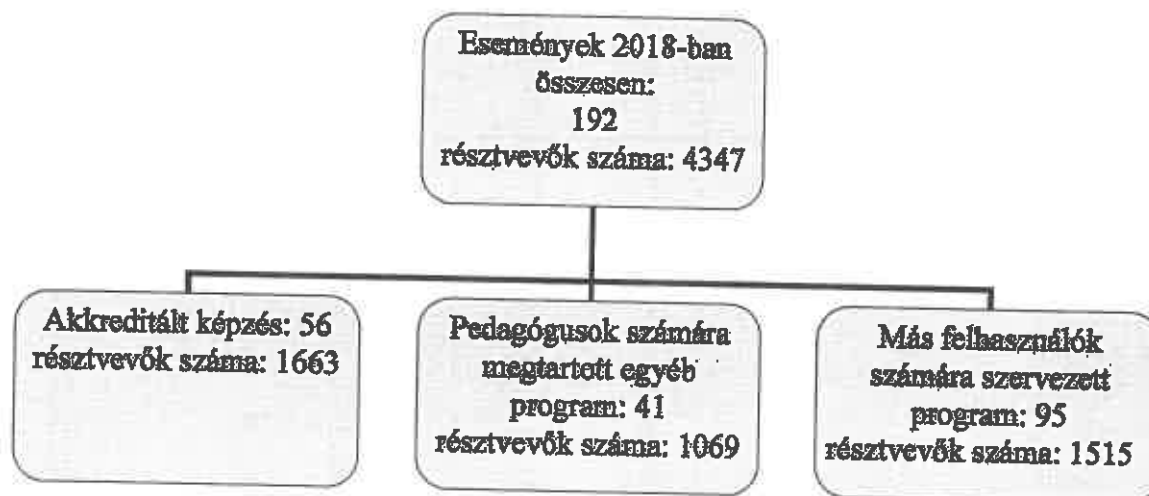 Események 2018-ban
összesen:
192
résztvevők száma: 4347
Akkreditált képzés: 56
résztvevők száma: 1663
Pedagógusok számára
megtartott egyéb
program: 41
résztvevők száma: 1069
Más felhasználók
számára szervezett
program: 95
résztvevők száma: 1515